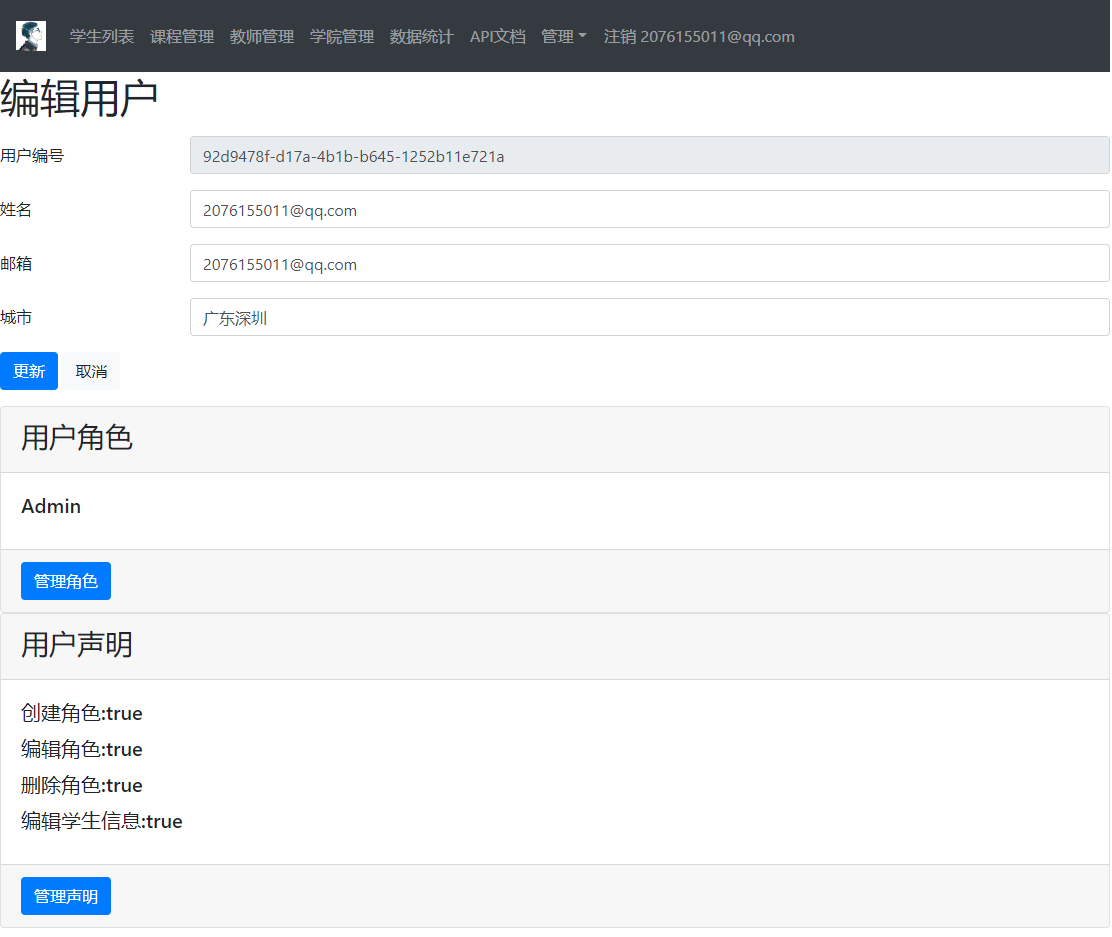 学生列表 课程管理 教师管理 学院管理 数据统计 API文档 管理 注销 2076155011@qq.com
编辑用户
用户编号 92d9478f-d17a-4b1b-b645-1252b11e721a
姓名 2076155011@qq.com
邮箱 2076155011@qq.com
城市 广东深圳
更新 取消
用户角色
Admin
管理角色
用户声明
创建角色:true
编辑角色:true
删除角色:true
编辑学生信息:true
管理声明